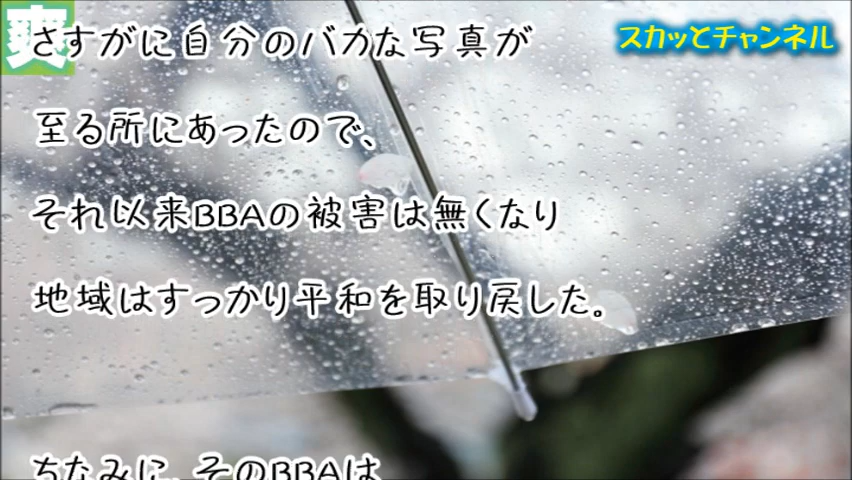 爽
スカッとチャンネル
さすがに自分のバカな写真が
至る所にあったので、
それ以来BBAの被害は無くなり
地域はすっかり平和を取り戻した。
ちなみに、そのBBAは